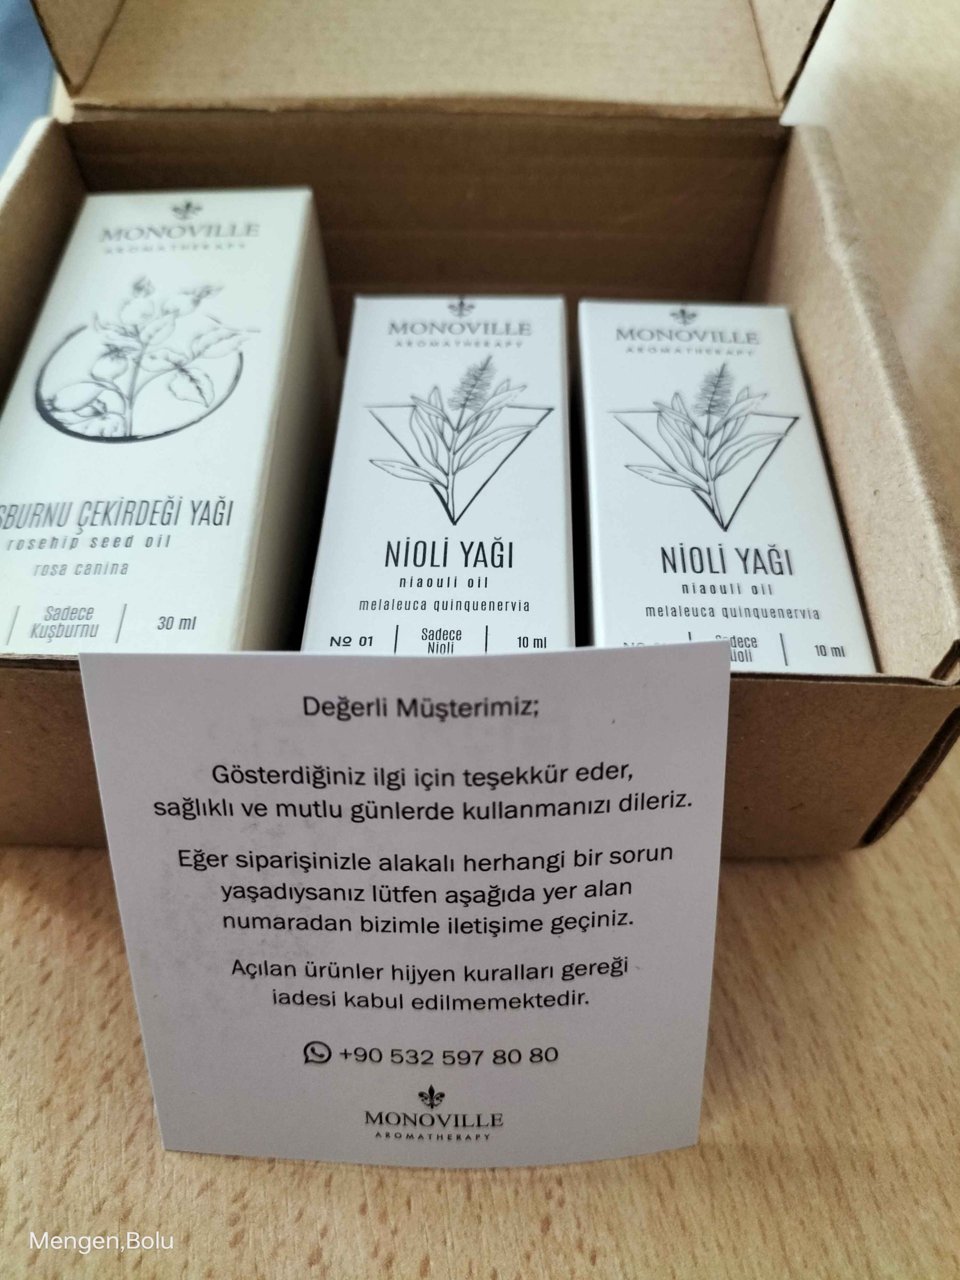 MONOVILLE
AROMATHERAPY
ŞBURNU ÇEKİRDEĞİ YAĞI
rosehip seed oil
rosa canina
Sadece
Kuşburnu
30 ml
MONOVILLE
AROMATHERAPY
NİOLİ YAĞI
niaouli oil
melaleuca quinquenervia
№ 01
Sadece
Nioli
10 ml
MONOVILLE
AROMATHERAPY
NİOLİ YAĞI
niaouli oil
melaleuca quinquenervia
10 ml
Değerli Müşterimiz;
Gösterdiğiniz ilgi için teşekkür eder,
sağlıklı ve mutlu günlerde kullanmanızı dileriz.
Eğer siparişinizle alakalı herhangi bir sorun
yaşadıysanız lütfen aşağıda yer alan
numaradan bizimle iletişime geçiniz.
Açılan ürünler hijyen kuralları gereği
iadesi kabul edilmemektedir.
+90 532 597 80 80
MONOVILLE
AROMATHERAPY
Mengen,Bolu